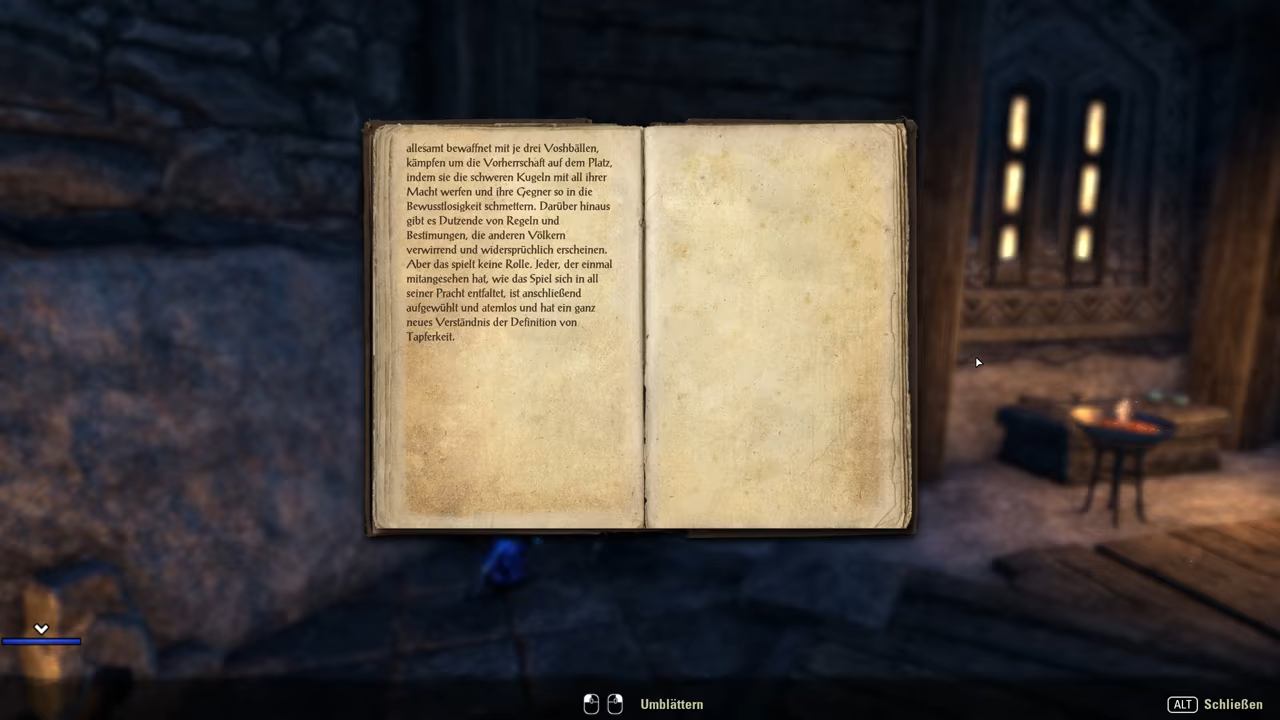 allesamt bewaffnet mit je drei Voshbällen,
kämpfen um die Vorherrschaft auf dem Platz,
indem sie die schweren Kugeln mit all ihrer
Macht werfen und ihre Gegner so in die
Bewusstlosigkeit schmettern. Darüber hinaus
gibt es Dutzende von Regeln und
Bestimungen, die anderen Völkern
verwirrend und widersprüchlich erscheinen.
Aber das spielt keine Rolle. Jeder, der einmal
mitangesehen hat, wie das Spiel sich in all
seiner Pracht entfaltet, ist anschließend
aufgewühlt und atemlos und hat ein ganz
neues Verständnis der Definition von
Tapferkeit.
Umblättern
ALT Schließen